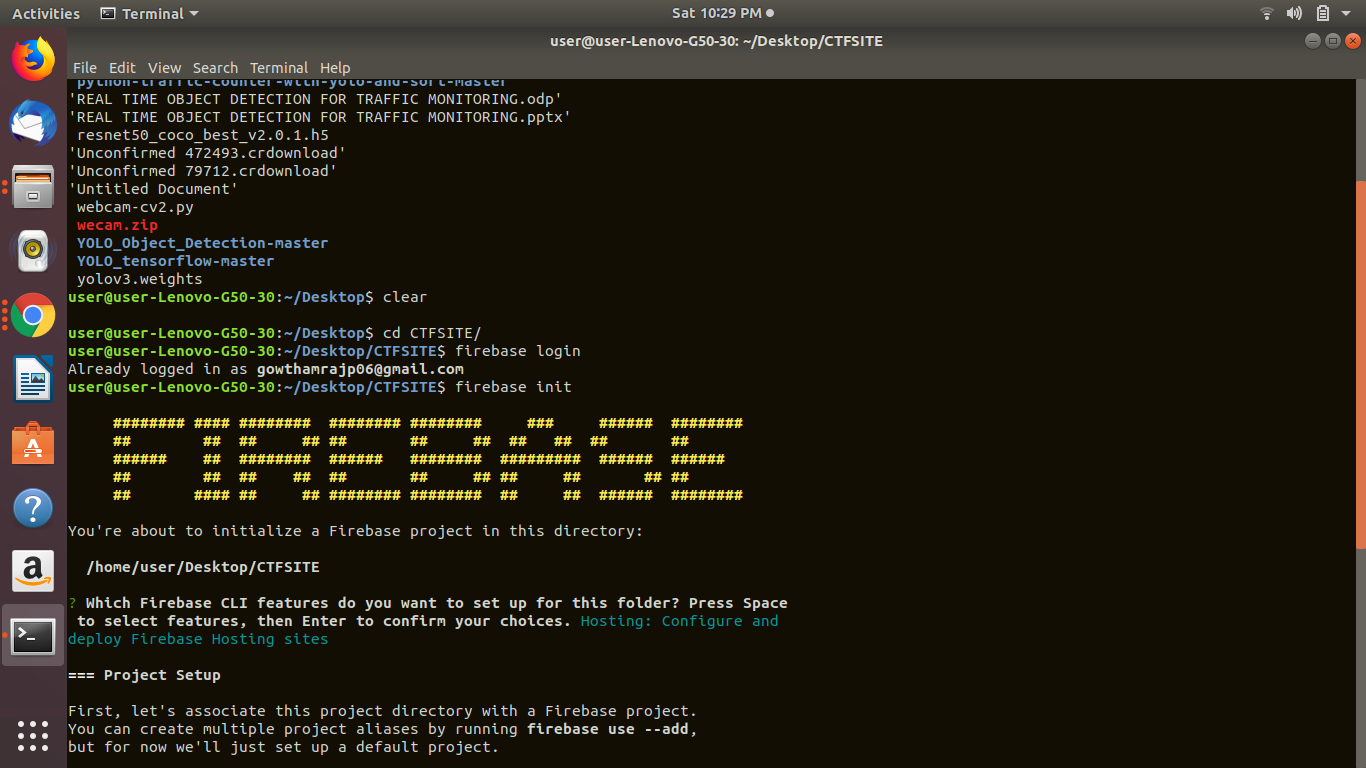 Activities Terminal Sat 10:29 PM
user@user-Lenovo-G50-30: ~/Desktop/CTFSITE
File Edit View Search Terminal Help
python-traffic-counter-with-yolo-and-sort-master
'REAL TIME OBJECT DETECTION FOR TRAFFIC MONITORING.odp'
'REAL TIME OBJECT DETECTION FOR TRAFFIC MONITORING.pptx'
resnet50_coco_best_v2.0.1.h5
'Unconfirmed 472493.crdownload'
'Unconfirmed 79712.crdownload'
'Untitled Document'
webcam-cv2.py
wecam.zip
YOLO_Object_Detection-master
YOLO_tensorflow-master
yolov3.weights
user@user-Lenovo-G50-30:~/Desktop$ clear
user@user-Lenovo-G50-30:~/Desktop$ cd CTFSITE/
user@user-Lenovo-G50-30:~/Desktop/CTFSITE$ firebase login
Already logged in as gowthamrajp06@gmail.com
user@user-Lenovo-G50-30:~/Desktop/CTFSITE$ firebase init
######## #### ########  ######## ########     ###     ######  ########
##        ##  ##     ## ##       ##     ##  ##   ##  ##       ##
######    ##  ########  ######   ########  #########  ######  ######
##        ##  ##    ##  ##       ##     ## ##     ##       ## ##
##       #### ##     ## ######## ########  ##     ##  ######  ########
You're about to initialize a Firebase project in this directory:
/home/user/Desktop/CTFSITE
? Which Firebase CLI features do you want to set up for this folder? Press Space
to select features, then Enter to confirm your choices. Hosting: Configure and
deploy Firebase Hosting sites
=== Project Setup
First, let's associate this project directory with a Firebase project.
You can create multiple project aliases by running firebase use --add,
but for now we'll just set up a default project.